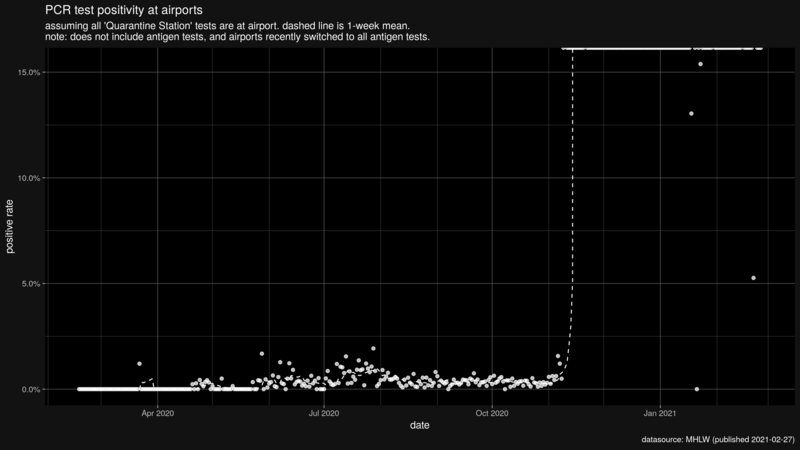 PCR test positivity at airports
assuming all 'Quarantine Station' tests are at airport. dashed line is 1-week mean.
note: does not include antigen tests, and airports recently switched to all antigen tests.
positive rate
15.0%
10.0%
5.0%
0.0%
Apr 2020
Jul 2020
Oct 2020
Jan 2021
date
datasource: MHLW (published 2021-02-27)